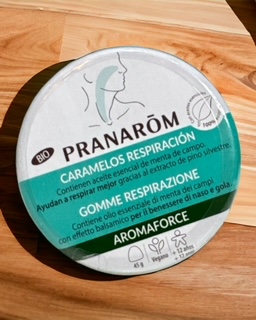 BIO
PRANARŌM
CARAMELOS RESPIRACIÓN
Contienen aceite esencial de menta de campo.
Ayudan a respirar mejor gracias al extracto de pino silvestre.
GOMME RESPIRAZIONE
Contiene olio essenziale di menta dei campi
con effetto balsamico per il benessere di naso e gola.
AROMAFORCE
45 g
Vegano
+ 12 años
+ 12 anni